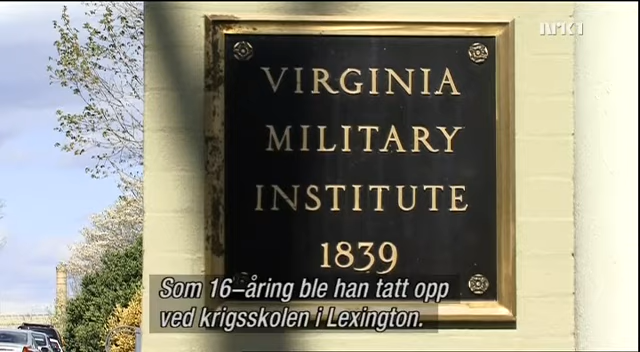 NRK1
VIRGINIA
MILITARY
INSTITUTE
1839
Som 16-åring ble han tatt opp
ved krigsskolen i Lexington.